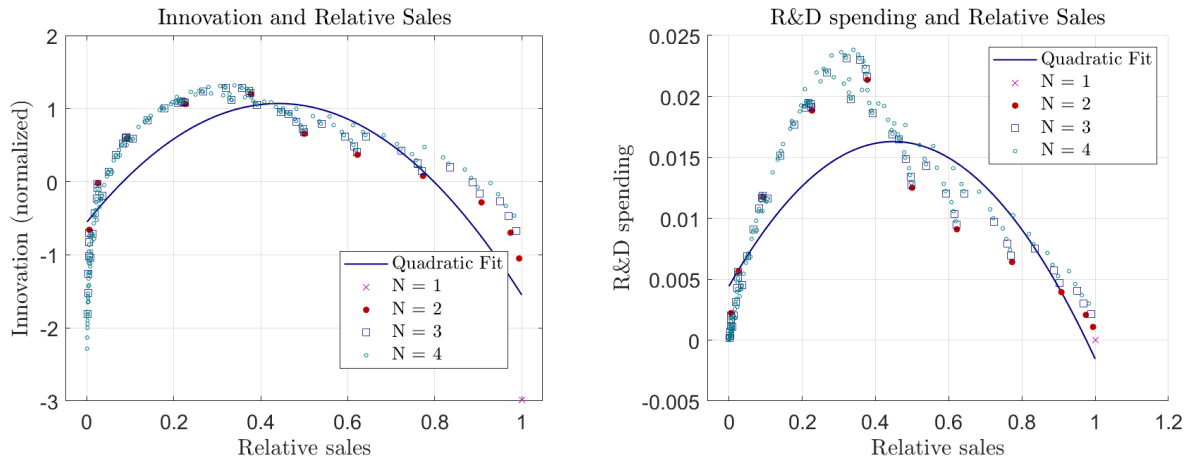 Innovation and Relative Sales
2
1
0
-1
-2
-3
Innovation (normalized)
Quadratic Fit
N = 1
N = 2
N = 3
N = 4
0
0.2
0.4
0.6
0.8
1
Relative sales
R&D spending and Relative Sales
0.025
0.02
0.015
0.01
0.005
0
-0.005
R&D spending
Quadratic Fit
N = 1
N = 2
N = 3
N = 4
0
0.2
0.4
0.6
0.8
1
1.2
Relative sales